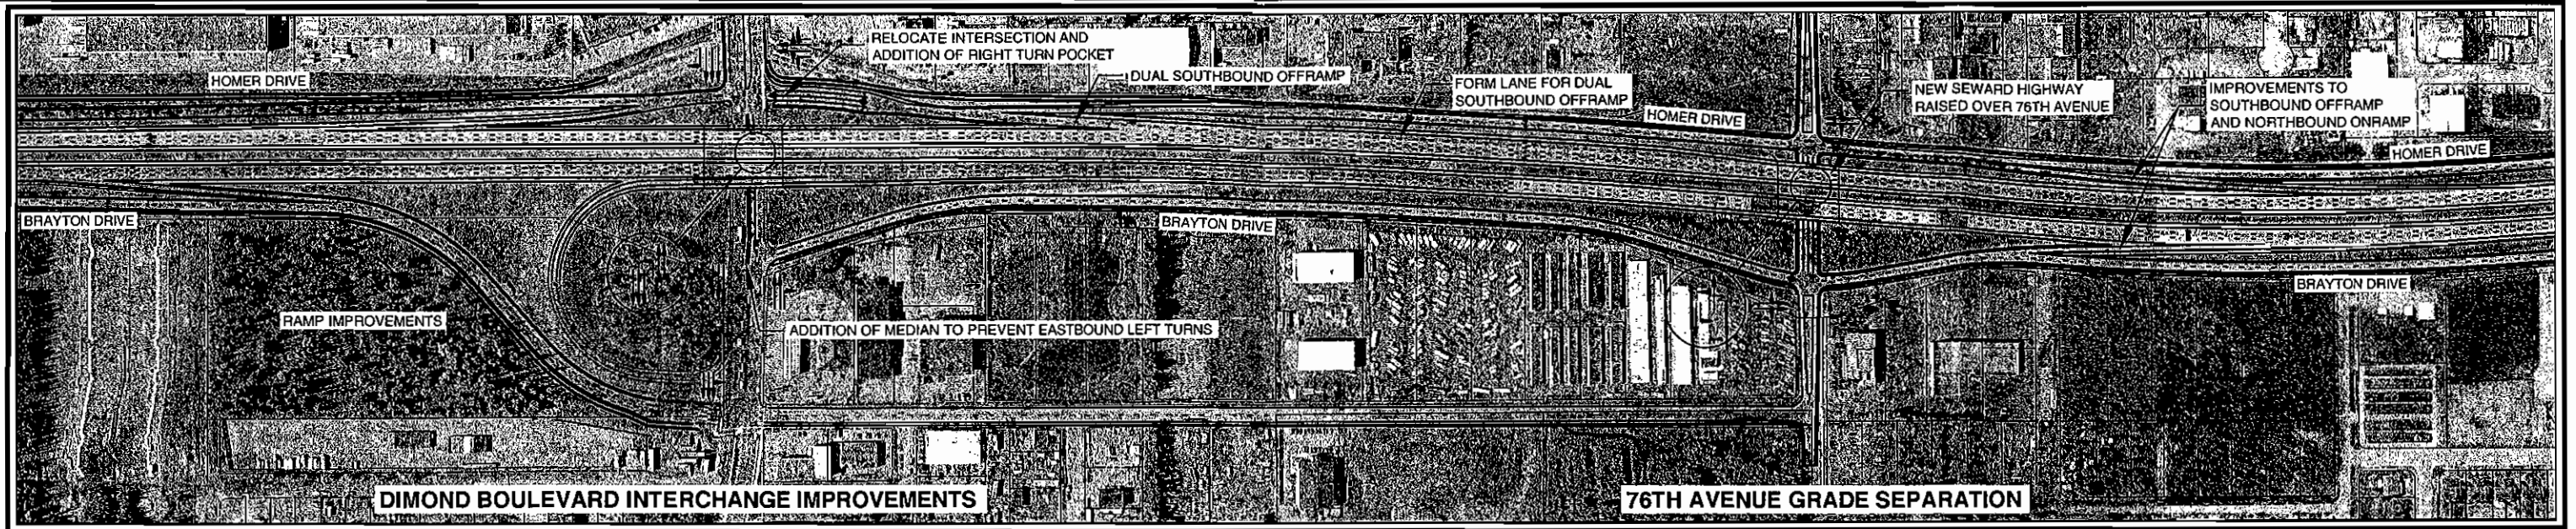 RELOCATE INTERSECTION AND
ADDITION OF RIGHT TURN POCKET
HOMER DRIVE
DUAL SOUTHBOUND OFFRAMP
FORM LANE FOR DUAL
SOUTHBOUND OFFRAMP
HOMER DRIVE
NEW SEWARD HIGHWAY
RAISED OVER 76TH AVENUE
IMPROVEMENTS TO
SOUTHBOUND OFFRAMP
AND NORTHBOUND ONRAMP
HOMER DRIVE
BRAYTON DRIVE
BRAYTON DRIVE
BRAYTON DRIVE
RAMP IMPROVEMENTS
ADDITION OF MEDIAN TO PREVENT EASTBOUND LEFT TURNS
DIMOND BOULEVARD INTERCHANGE IMPROVEMENTS
76TH AVENUE GRADE SEPARATION